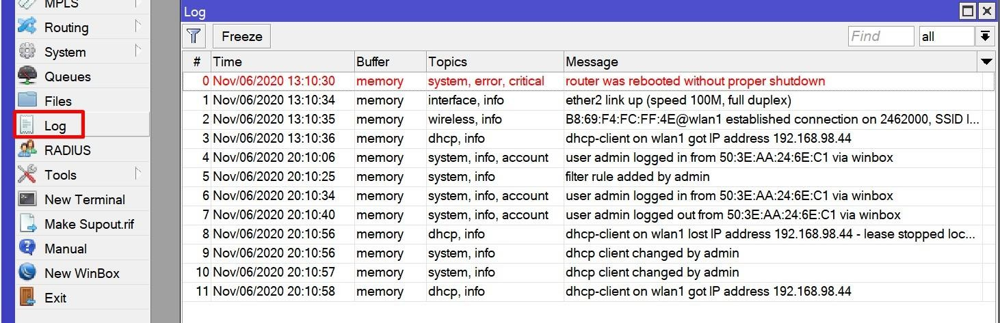 MPLS
Routing
System
Queues
Files
Log
RADIUS
Tools
New Terminal
Make Supout.rif
Manual
New WinBox
Exit
Log
Freeze
Find
all
# Time Buffer Topics Message
0 Nov/06/2020 13:10:30 memory system, error, critical router was rebooted without proper shutdown
1 Nov/06/2020 13:10:34 memory interface, info ether2 link up (speed 100M, full duplex)
2 Nov/06/2020 13:10:35 memory wireless, info B8:69:F4:FC:FF:4E@wlan1 established connection on 2462000, SSID l...
3 Nov/06/2020 13:10:36 memory dhcp, info dhcp-client on wlan1 got IP address 192.168.98.44
4 Nov/06/2020 20:10:06 memory system, info, account user admin logged in from 50:3E:AA:24:6E:C1 via winbox
5 Nov/06/2020 20:10:25 memory system, info filter rule added by admin
6 Nov/06/2020 20:10:34 memory system, info, account user admin logged in from 50:3E:AA:24:6E:C1 via winbox
7 Nov/06/2020 20:10:40 memory system, info, account user admin logged out from 50:3E:AA:24:6E:C1 via winbox
8 Nov/06/2020 20:10:56 memory dhcp, info dhcp-client on wlan1 lost IP address 192.168.98.44 - lease stopped loc...
9 Nov/06/2020 20:10:56 memory system, info dhcp client changed by admin
10 Nov/06/2020 20:10:57 memory system, info dhcp client changed by admin
11 Nov/06/2020 20:10:58 memory dhcp, info dhcp-client on wlan1 got IP address 192.168.98.44